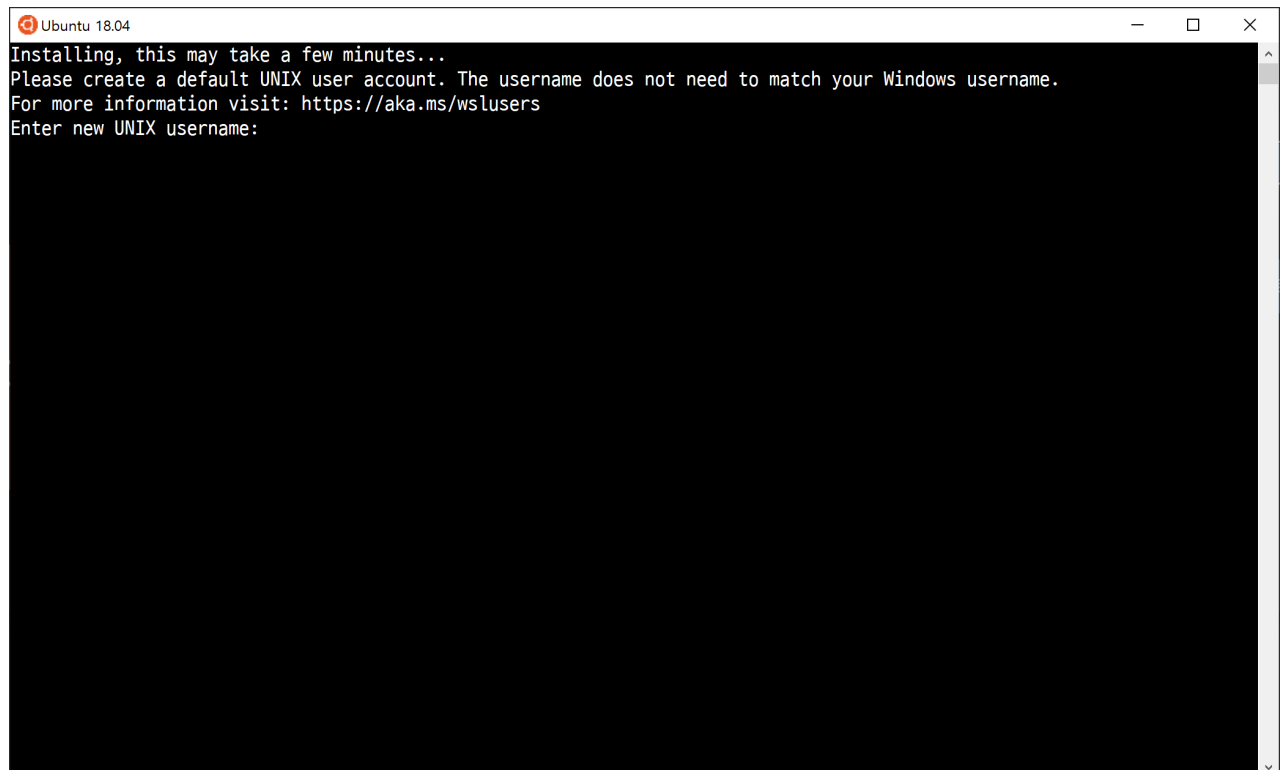 Ubuntu 18.04
Installing, this may take a few minutes...
Please create a default UNIX user account. The username does not need to match your Windows username.
For more information visit: https://aka.ms/wslusers
Enter new UNIX username: